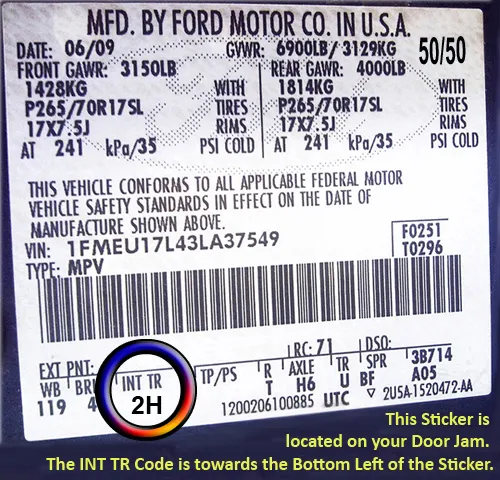 MFD. BY FORD MOTOR CO. IN U.S.A.
DATE: 06/09 GVWR: 6900LB/ 3129KG 50/50
FRONT GAWR: 3150LB REAR GAWR: 4000LB
1428KG WITH 1814KG WITH
P265/70R17SL TIRES P265/70R17SL TIRES
17X7.5J RIMS 17X7.5J RIMS
AT 241 kPa/35 PSI COLD AT 241 kPa/35 PSI COLD
THIS VEHICLE CONFORMS TO ALL APPLICABLE FEDERAL MOTOR
VEHICLE SAFETY STANDARDS IN EFFECT ON THE DATE OF
MANUFACTURE SHOWN ABOVE.
VIN: 1FMEU17L43LA37549 F0251
TYPE: MPV T0296
EXT PNT: RC: 71 DSO:
WB BR INT TR TP/PS R AXLE TR SPR 3B714
119 4 2H T H6 U BF A05
1200206100885 UTC ▽ 2U5A-1520472-AA
This Sticker is
located on your Door Jam.
The INT TR Code is towards the Bottom Left of the Sticker.